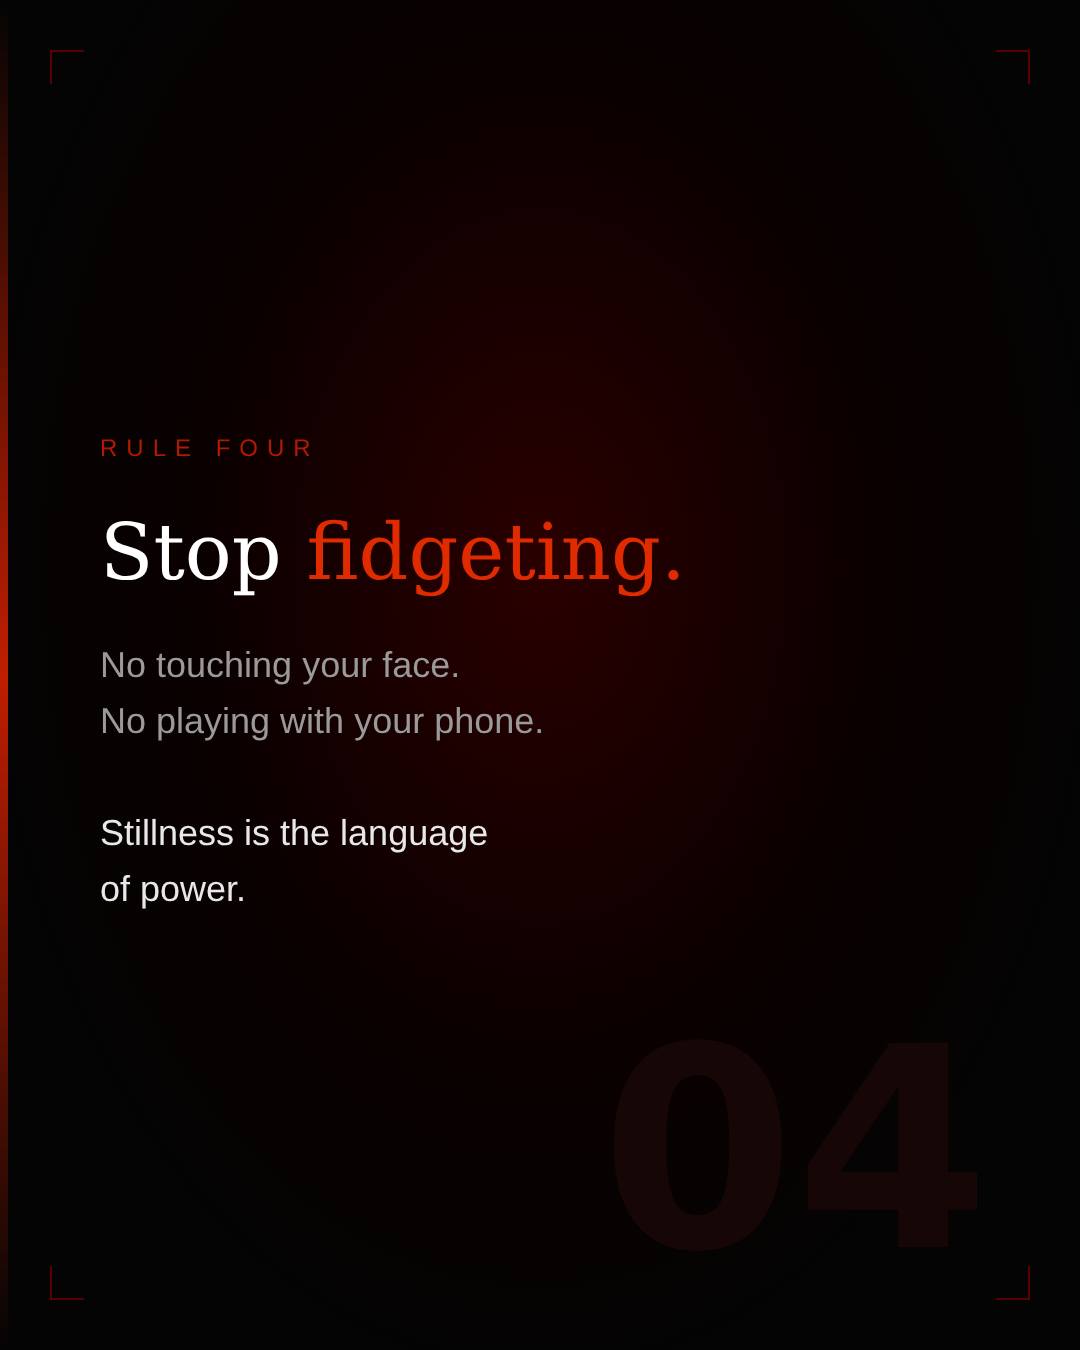 RULE FOUR
Stop fidgeting.
No touching your face.
No playing with your phone.
Stillness is the language
of power.
04